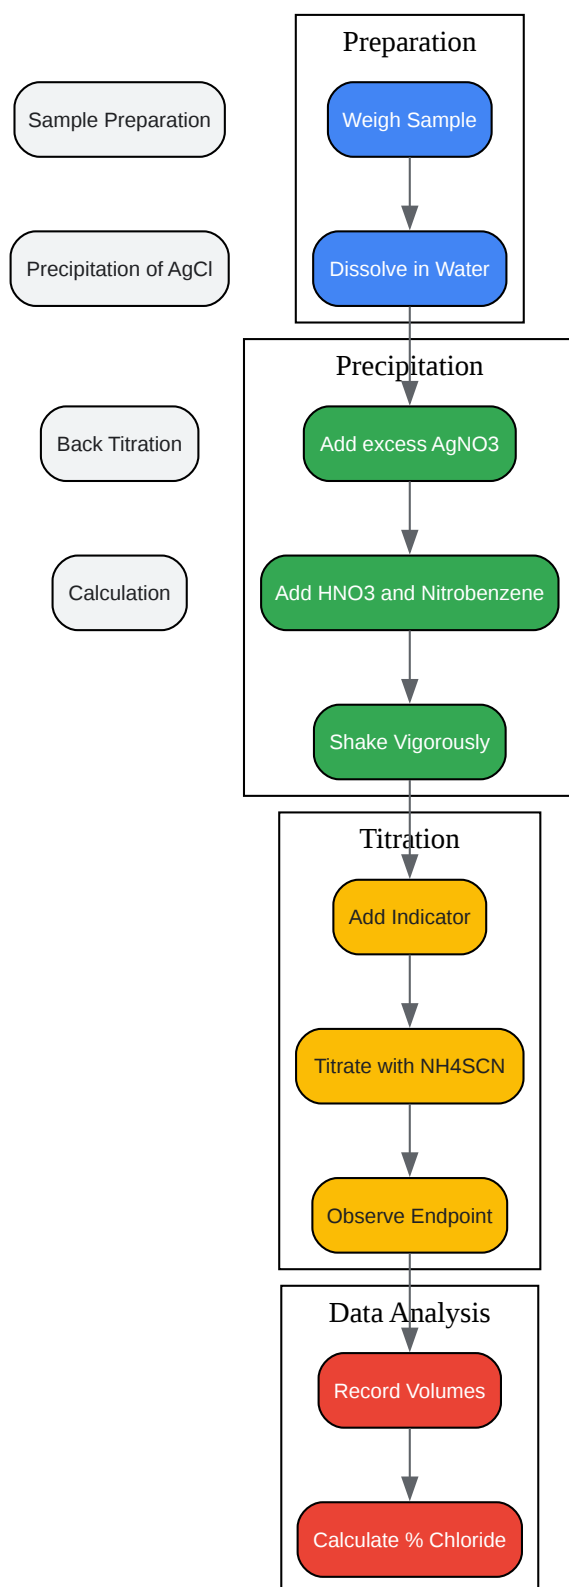 Preparation
Sample Preparation
Weigh Sample
Precipitation of AgCl
Dissolve in Water
Precipitation
Back Titration
Add excess AgNO3
Calculation
Add HNO3 and Nitrobenzene
Shake Vigorously
Titration
Add Indicator
Titrate with NH4SCN
Observe Endpoint
Data Analysis
Record Volumes
Calculate % Chloride